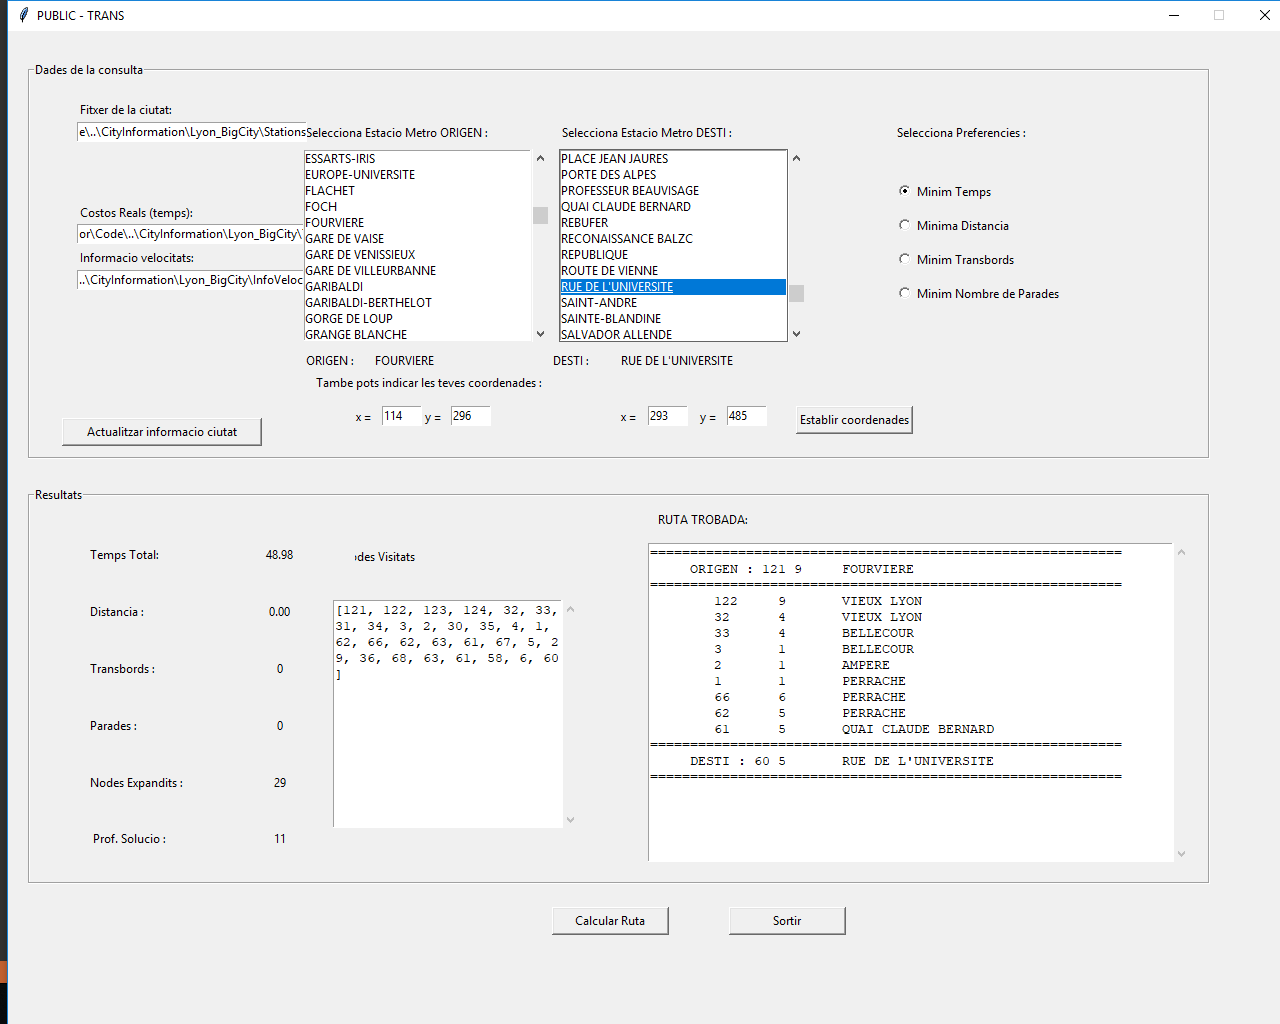 PUBLIC - TRANS
Dades de la consulta
Fitxer de la ciutat:
e\..\CityInformation\Lyon_BigCity\Stations
Costos Reals (temps):
or\Code\..\CityInformation\Lyon_BigCity\
Informacio velocitats:
..\CityInformation\Lyon_BigCity\InfoVeloc
Actualitzar informacio ciutat
Selecciona Estacio Metro ORIGEN :
ESSARTS-IRIS
EUROPE-UNIVERSITE
FLACHET
FOCH
FOURVIERE
GARE DE VAISE
GARE DE VENISSIEUX
GARE DE VILLEURBANNE
GARIBALDI
GARIBALDI-BERTHELOT
GORGE DE LOUP
GRANGE BLANCHE
Selecciona Estacio Metro DESTI :
PLACE JEAN JAURES
PORTE DES ALPES
PROFESSEUR BEAUVISAGE
QUAI CLAUDE BERNARD
REBUFER
RECONAISSANCE BALZC
REPUBLIQUE
ROUTE DE VIENNE
RUE DE L'UNIVERSITE
SAINT-ANDRE
SAINTE-BLANDINE
SALVADOR ALLENDE
Selecciona Preferencies :
Minim Temps
Minima Distancia
Minim Transbords
Minim Nombre de Parades
ORIGEN : FOURVIERE
DESTI : RUE DE L'UNIVERSITE
Tambe pots indicar les teves coordenades :
x = 114 y = 296
x = 293 y = 485
Establir coordenades
Resultats
Temps Total: 48.98
Distancia : 0.00
Transbords : 0
Parades : 0
Nodes Expandits : 29
Prof. Solucio : 11
des Visitats
[121, 122, 123, 124, 32, 33,
31, 34, 3, 2, 30, 35, 4, 1,
62, 66, 62, 63, 61, 67, 5, 2
9, 36, 68, 63, 61, 58, 6, 60
]
RUTA TROBADA:
===========================================================
ORIGEN : 121 9 FOURVIERE
===========================================================
122 9 VIEUX LYON
32 4 VIEUX LYON
33 4 BELLECOUR
3 1 BELLECOUR
2 1 AMPERE
1 1 PERRACHE
66 6 PERRACHE
62 5 PERRACHE
61 5 QUAI CLAUDE BERNARD
===========================================================
DESTI : 60 5 RUE DE L'UNIVERSITE
===========================================================
Calcular Ruta
Sortir